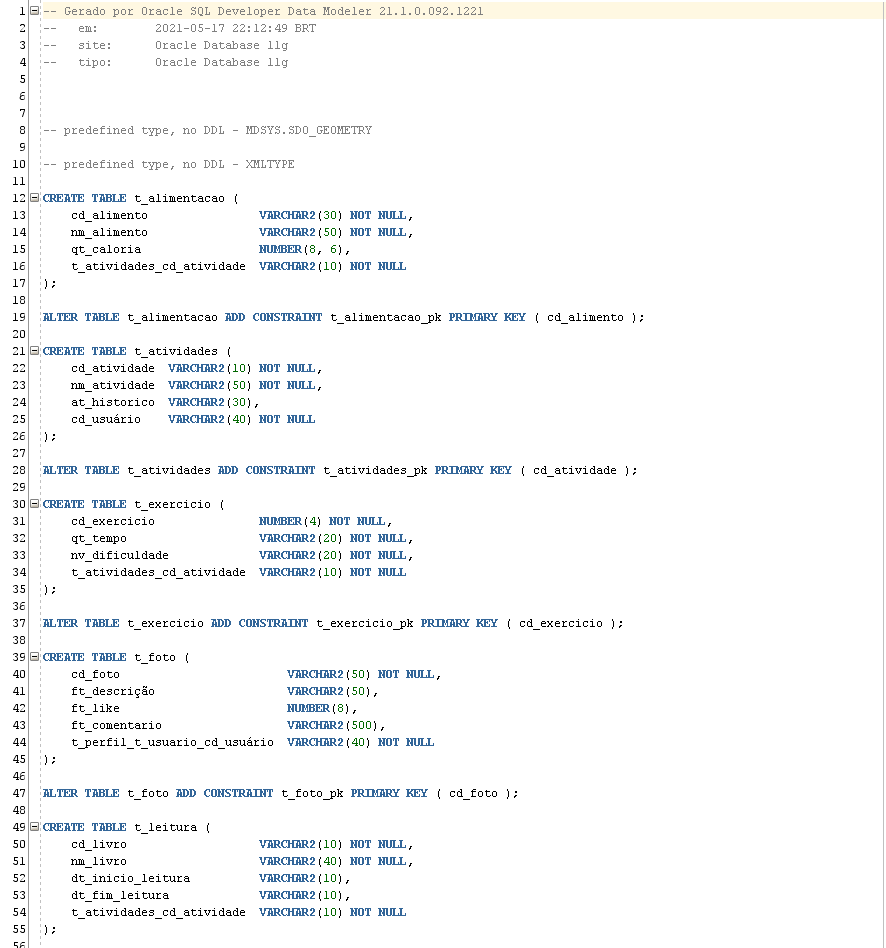 1 -- Gerado por Oracle SQL Developer Data Modeler 21.1.0.092.1221
2 --   em:        2021-05-17 22:12:49 BRT
3 --   site:      Oracle Database 11g
4 --   tipo:      Oracle Database 11g
5
6
7
8 -- predefined type, no DDL - MDSYS.SDO_GEOMETRY
9
10 -- predefined type, no DDL - XMLTYPE
11
12 CREATE TABLE t_alimentacao (
13     cd_alimento                VARCHAR2(30) NOT NULL,
14     nm_alimento                VARCHAR2(50) NOT NULL,
15     qt_caloria                 NUMBER(8, 6),
16     t_atividades_cd_atividade  VARCHAR2(10) NOT NULL
17 );
18
19 ALTER TABLE t_alimentacao ADD CONSTRAINT t_alimentacao_pk PRIMARY KEY ( cd_alimento );
20
21 CREATE TABLE t_atividades (
22     cd_atividade  VARCHAR2(10) NOT NULL,
23     nm_atividade  VARCHAR2(50) NOT NULL,
24     at_historico  VARCHAR2(30),
25     cd_usuário    VARCHAR2(40) NOT NULL
26 );
27
28 ALTER TABLE t_atividades ADD CONSTRAINT t_atividades_pk PRIMARY KEY ( cd_atividade );
29
30 CREATE TABLE t_exercicio (
31     cd_exercicio               NUMBER(4) NOT NULL,
32     qt_tempo                   VARCHAR2(20) NOT NULL,
33     nv_dificuldade             VARCHAR2(20) NOT NULL,
34     t_atividades_cd_atividade  VARCHAR2(10) NOT NULL
35 );
36
37 ALTER TABLE t_exercicio ADD CONSTRAINT t_exercicio_pk PRIMARY KEY ( cd_exercicio );
38
39 CREATE TABLE t_foto (
40     cd_foto                        VARCHAR2(50) NOT NULL,
41     ft_descrição                   VARCHAR2(50),
42     ft_like                        NUMBER(8),
43     ft_comentario                  VARCHAR2(500),
44     t_perfil_t_usuario_cd_usuário  VARCHAR2(40) NOT NULL
45 );
46
47 ALTER TABLE t_foto ADD CONSTRAINT t_foto_pk PRIMARY KEY ( cd_foto );
48
49 CREATE TABLE t_leitura (
50     cd_livro                   VARCHAR2(10) NOT NULL,
51     nm_livro                   VARCHAR2(40) NOT NULL,
52     dt_inicio_leitura          VARCHAR2(10),
53     dt_fim_leitura             VARCHAR2(10),
54     t_atividades_cd_atividade  VARCHAR2(10) NOT NULL
55 );
56